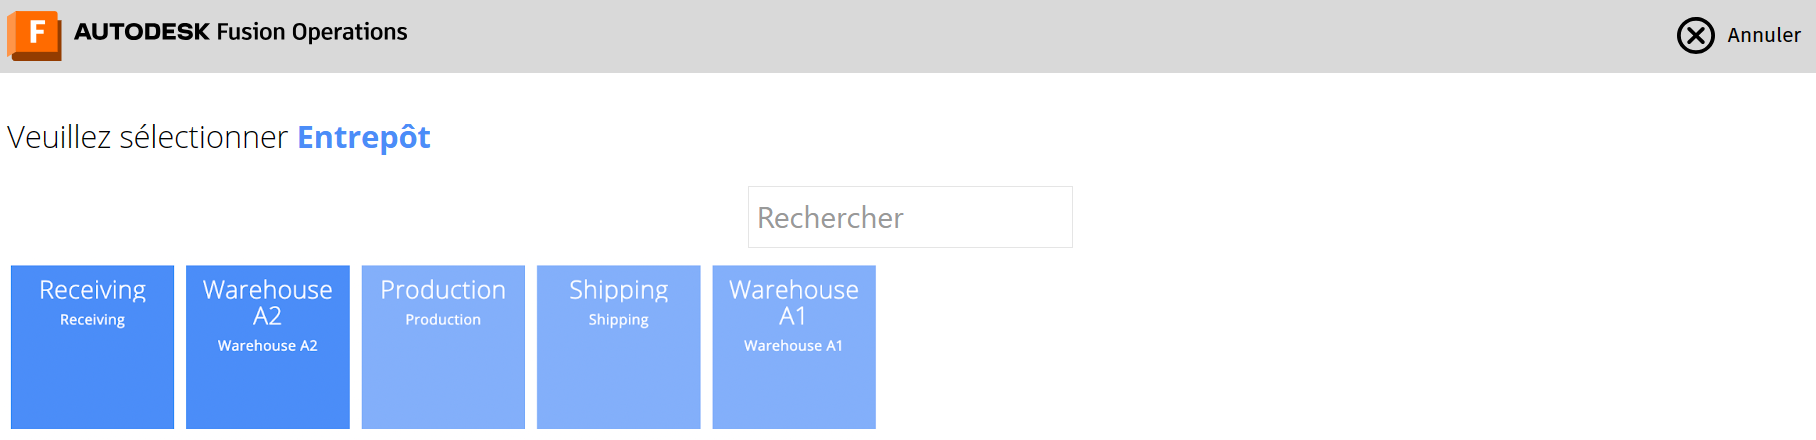 F AUTODESK Fusion Operations
Annuler
Veuillez sélectionner Entrepôt
Rechercher
Receiving
Receiving
Warehouse
A2
Warehouse A2
Production
Production
Shipping
Shipping
Warehouse
A1
Warehouse A1